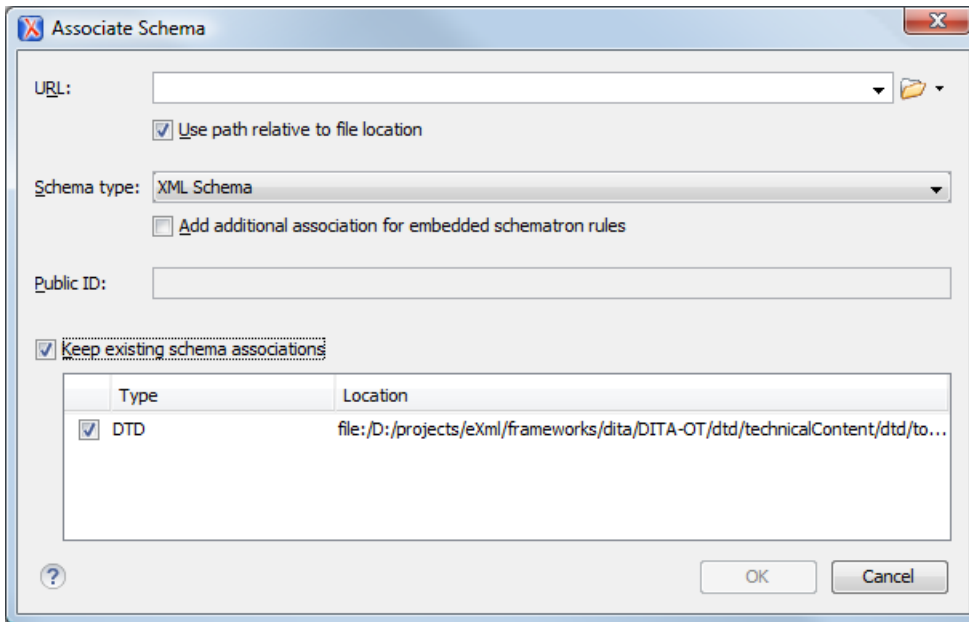 Associate Schema
URL:
Use path relative to file location
Schema type: XML Schema
Add additional association for embedded schematron rules
Public ID:
Keep existing schema associations
Type Location
DTD file:/D:/projects/eXml/frameworks/dita/DITA-OT/dtd/technicalContent/dtd/to...
? OK Cancel